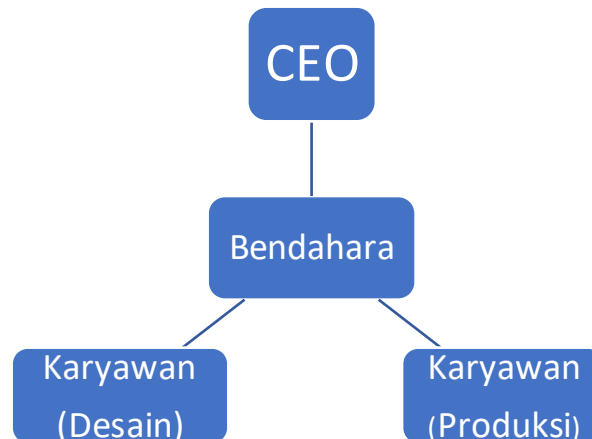 CEO
Bendahara
Karyawan
(Desain)
Karyawan
(Produksi)